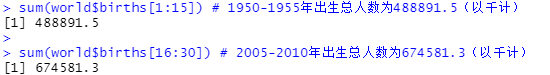 > sum(world$births[1:15]) # 1950-1955年出生总人数为488891.5（以千计）
[1] 488891.5
>
> sum(world$births[16:30]) # 2005-2010年出生总人数为674581.3（以千计）
[1] 674581.3